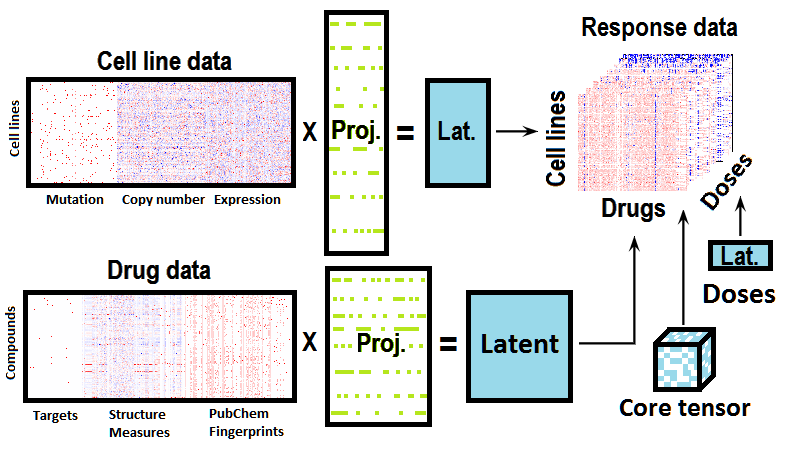 Cell line data
Cell lines
Mutation Copy number Expression
X
Proj.
=
Lat.
Response data
Cell lines
Drugs
Doses
Lat.
Doses
Core tensor
Drug data
Compounds
Targets
Structure
Measures
PubChem
Fingerprints
X
Proj.
=
Latent